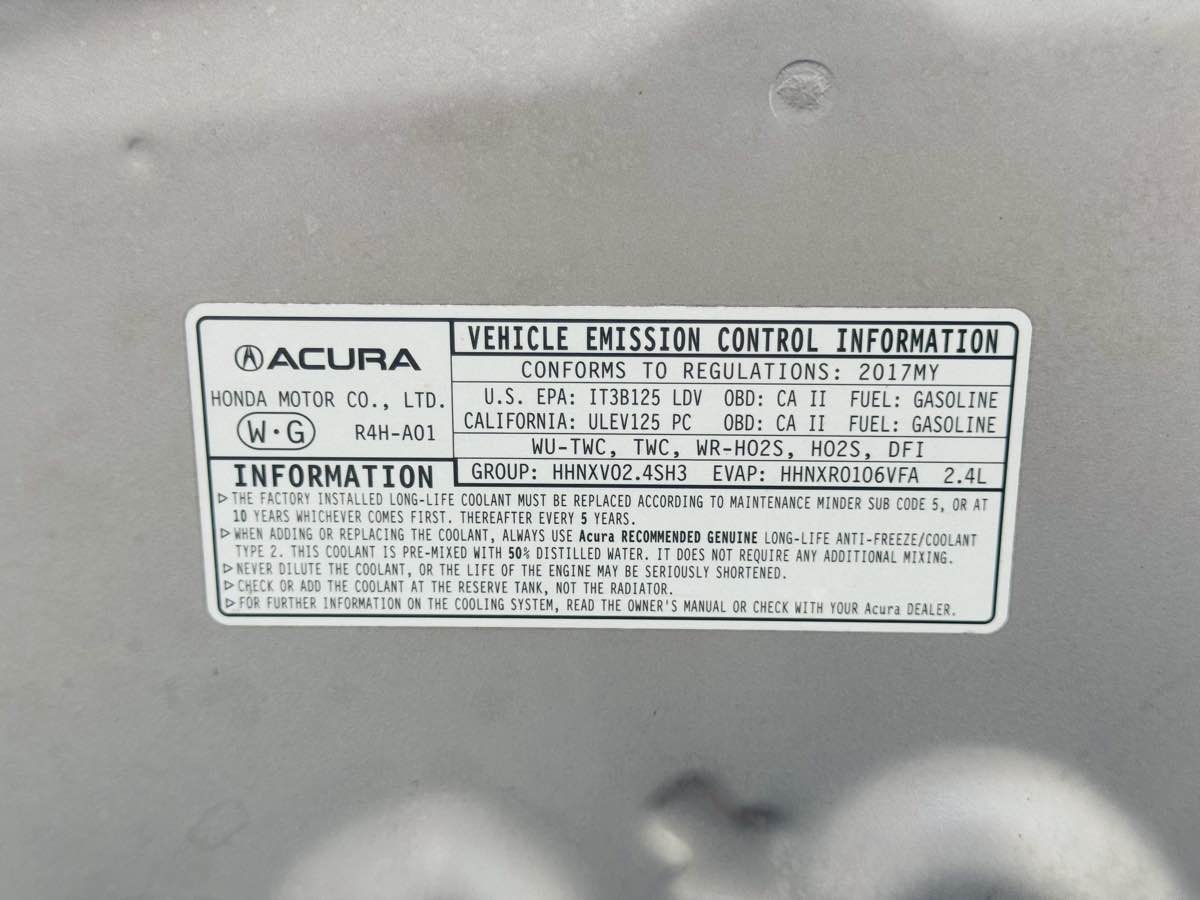 ACURA
HONDA MOTOR CO., LTD.
W·G R4H-A01
VEHICLE EMISSION CONTROL INFORMATION
CONFORMS TO REGULATIONS: 2017MY
U.S. EPA: IT3B125 LDV OBD: CA II FUEL: GASOLINE
CALIFORNIA: ULEV125 PC OBD: CA II FUEL: GASOLINE
WU-TWC, TWC, WR-HO2S, HO2S, DFI
GROUP: HHNXV02.4SH3 EVAP: HHNXR0106VFA 2.4L
INFORMATION
▷THE FACTORY INSTALLED LONG-LIFE COOLANT MUST BE REPLACED ACCORDING TO MAINTENANCE MINDER SUB CODE 5, OR AT
10 YEARS WHICHEVER COMES FIRST. THEREAFTER EVERY 5 YEARS.
▷WHEN ADDING OR REPLACING THE COOLANT, ALWAYS USE Acura RECOMMENDED GENUINE LONG-LIFE ANTI-FREEZE/COOLANT
TYPE 2. THIS COOLANT IS PRE-MIXED WITH 50% DISTILLED WATER. IT DOES NOT REQUIRE ANY ADDITIONAL MIXING.
▷NEVER DILUTE THE COOLANT, OR THE LIFE OF THE ENGINE MAY BE SERIOUSLY SHORTENED.
▷CHECK OR ADD THE COOLANT AT THE RESERVE TANK, NOT THE RADIATOR.
▷FOR FURTHER INFORMATION ON THE COOLING SYSTEM, READ THE OWNER'S MANUAL OR CHECK WITH YOUR Acura DEALER.